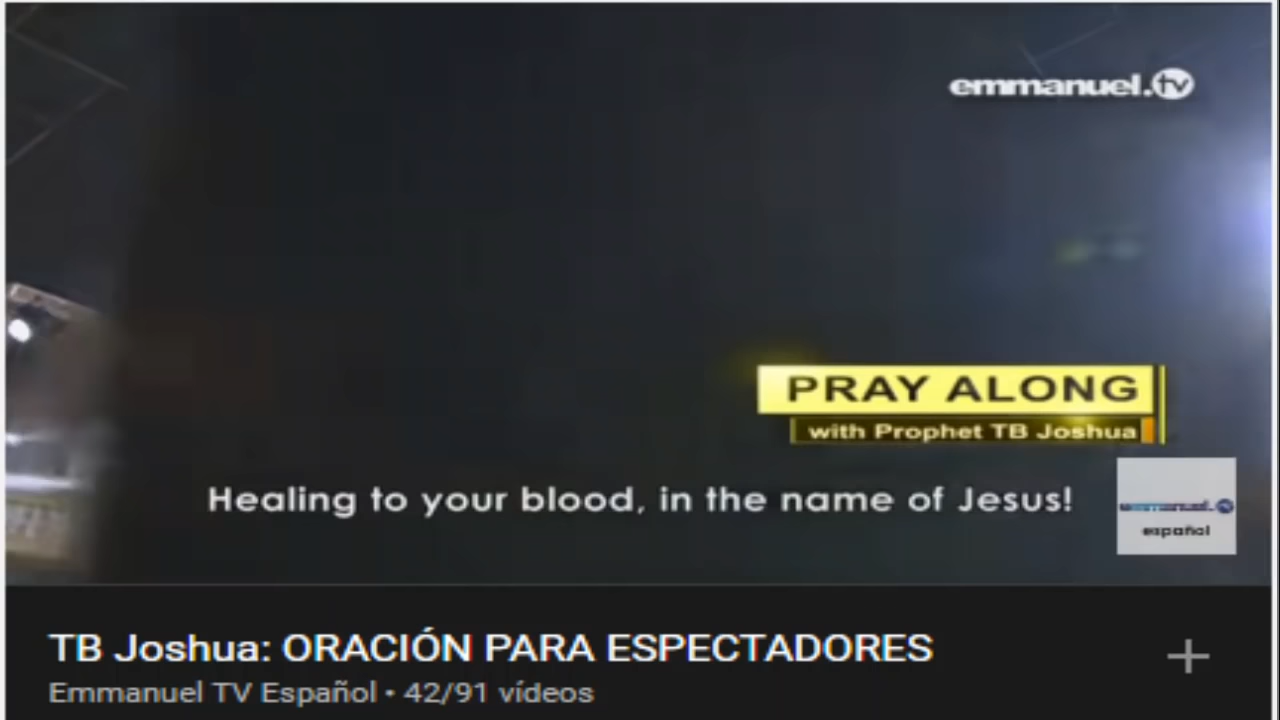 emmanuel.tv
PRAY ALONG
with Prophet TB Joshua
Healing to your blood, in the name of Jesus!
emmanuel.tv
español
TB Joshua: ORACIÓN PARA ESPECTADORES
Emmanuel TV Español • 42/91 vídeos